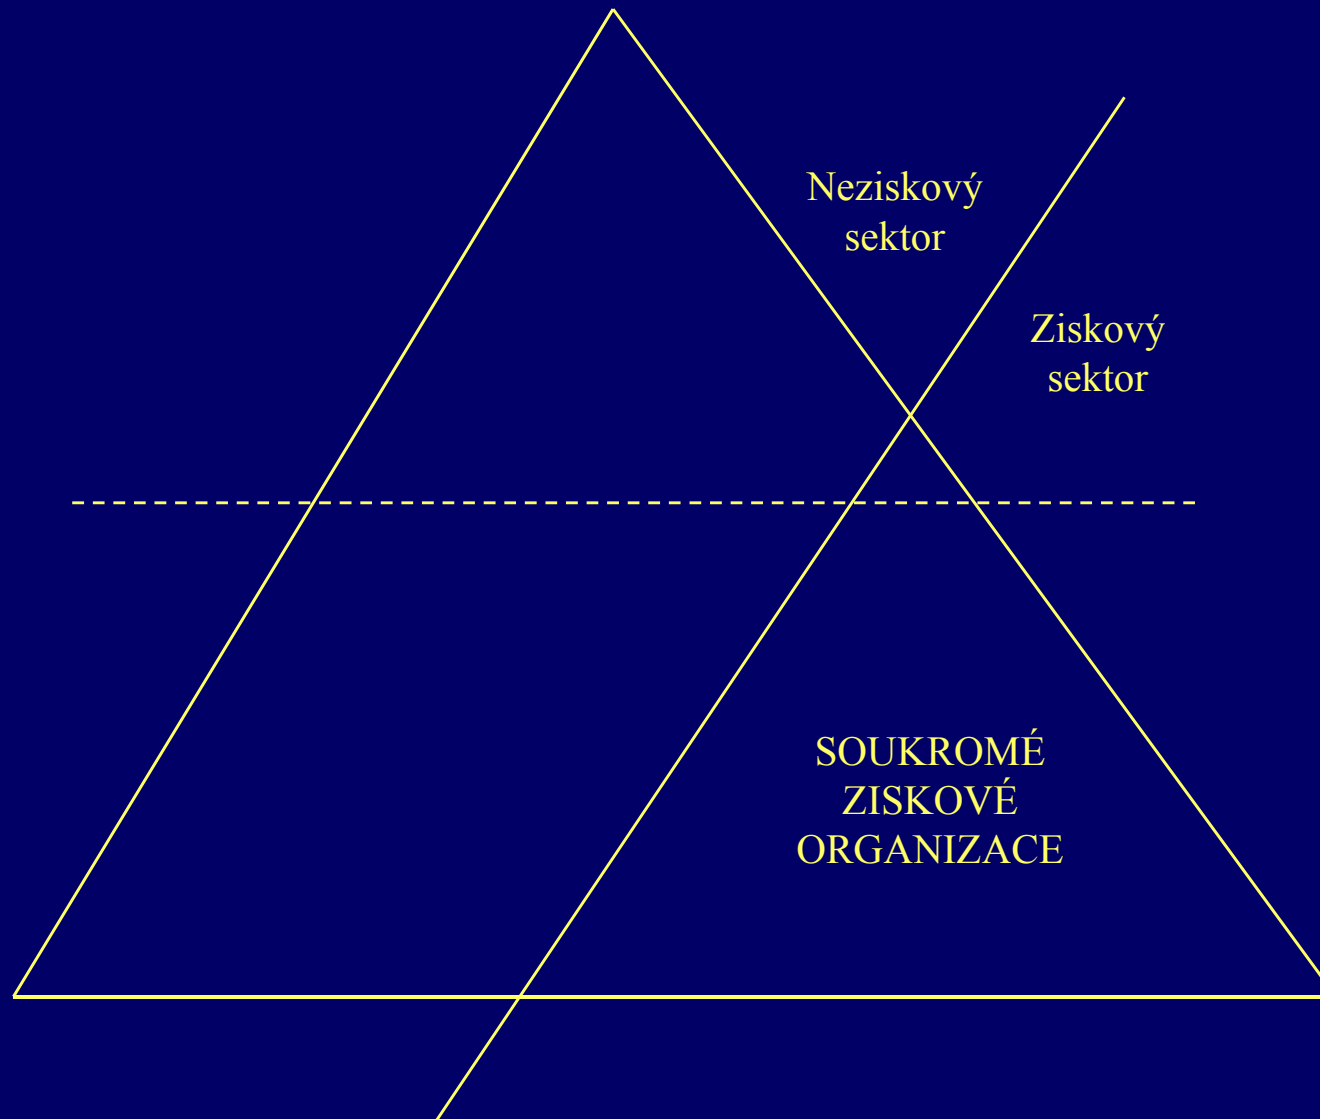 Neziskový
sektor
Ziskový
sektor
SOUKROMÉ
ZISKOVÉ
ORGANIZACE